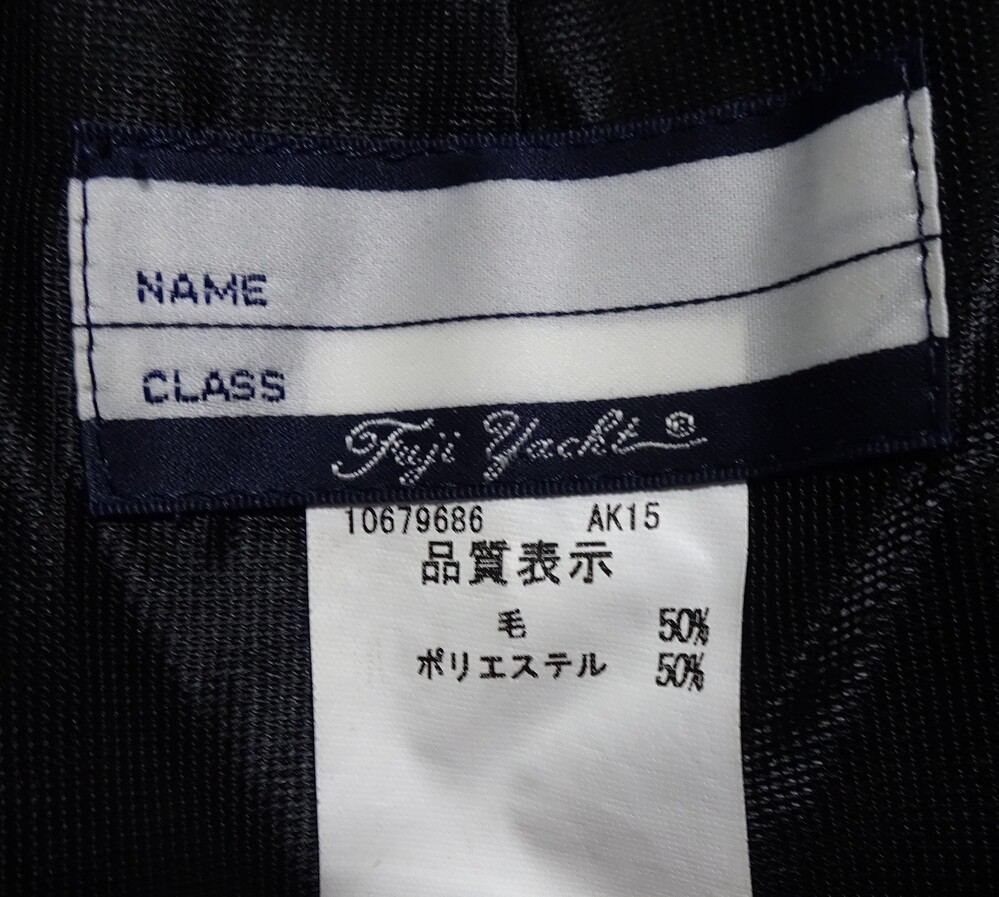 NAME
CLASS
Fuji Yacht®
10679686 AK15
品質表示
毛 50%
ポリエステル 50%